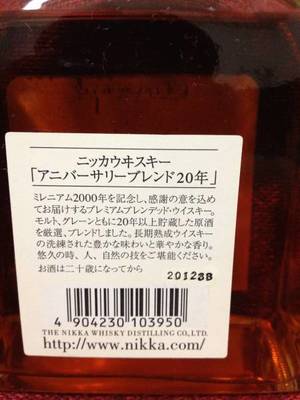 ニッカウヰスキー
「アニバーサリーブレンド20年」
ミレニアム2000年を記念し、感謝の意を込め
てお届けするプレミアムブレンデット・ウイスキー。
モルト、グレーンともに20年以上貯蔵した原酒
を厳選、ブレンドしました。長期熟成ウイスキー
の洗練された豊かな味わいと華やかな香り。
悠久の時、人、自然の技をご堪能ください。
お酒は二十歳になってから
20I23B
4 904230 103950
THE NIKKA WHISKY DISTILLING CO.,LTD.
http://www.nikka.com/